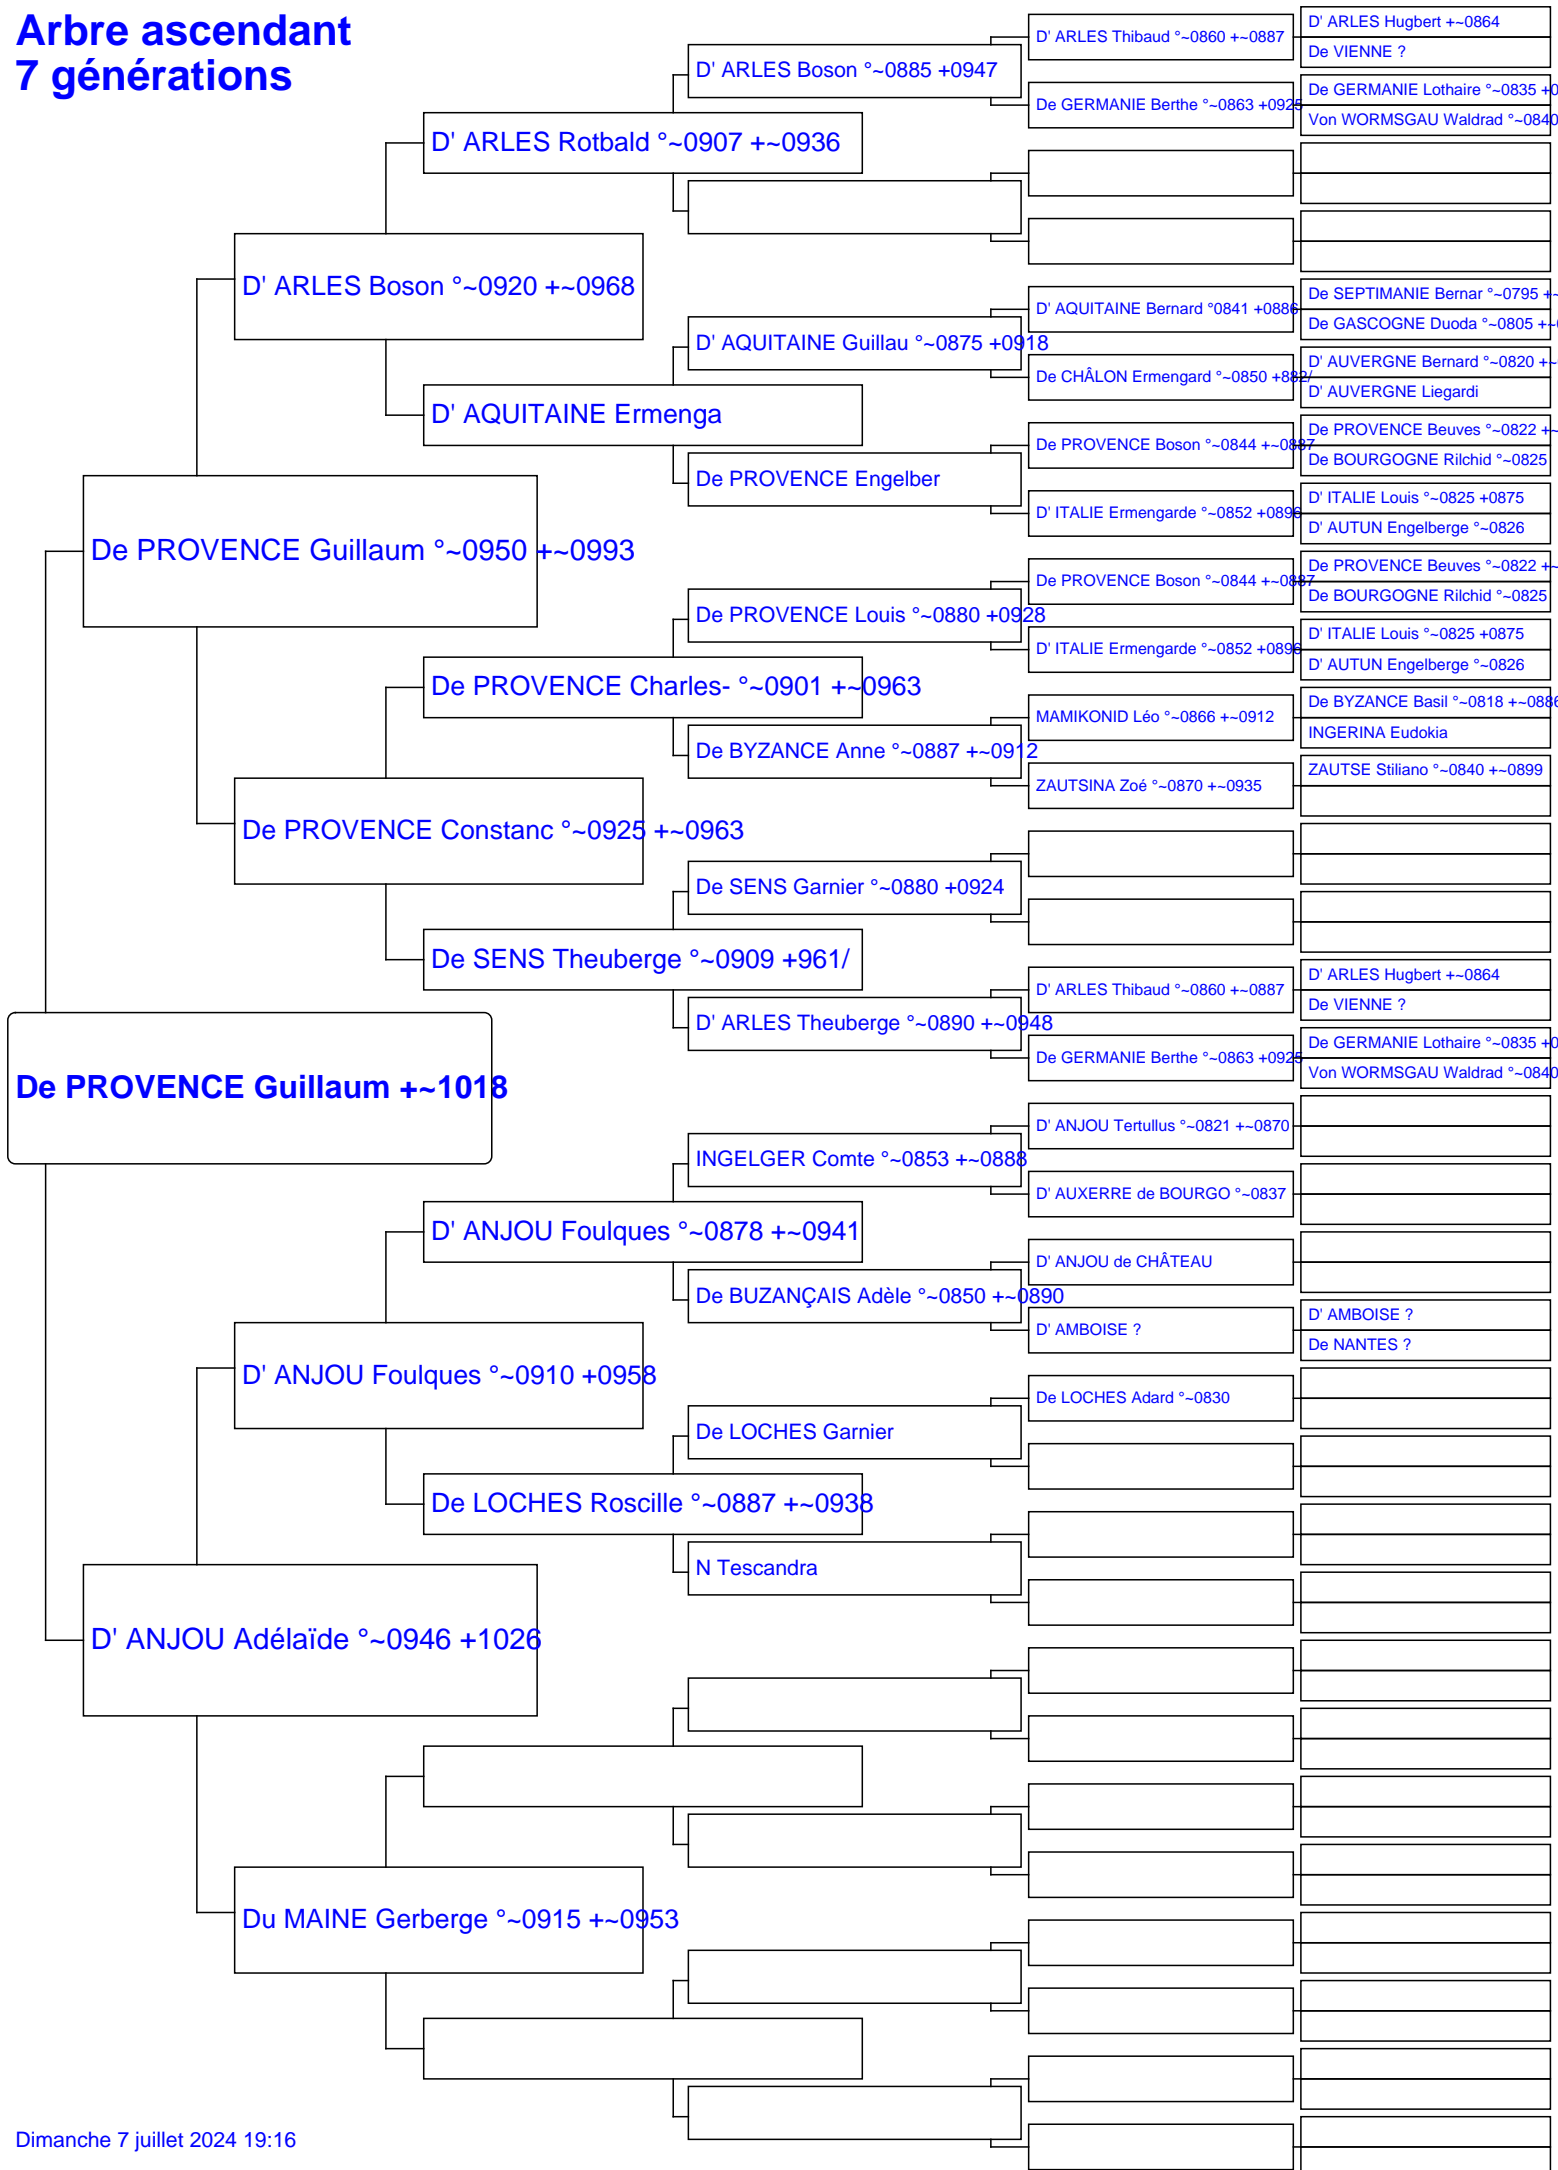 Arbre ascendant
7 générations
De PROVENCE Guillaum +~1018
De PROVENCE Guillaum °~0950 +~0993
D' ANJOU Adélaïde °~0946 +1026
D' ARLES Boson °~0920 +~0968
De PROVENCE Constanc °~0925 +~0963
D' ANJOU Foulques °~0910 +0958
Du MAINE Gerberge °~0915 +~0953
D' ARLES Rotbald °~0907 +~0936
D' AQUITAINE Ermenga
De PROVENCE Charles- °~0901 +~0963
De SENS Theuberge °~0909 +961/
D' ANJOU Foulques °~0878 +~0941
De LOCHES Roscille °~0887 +~0938
D' ARLES Boson °~0885 +0947
D' AQUITAINE Guillau °~0875 +0918
De PROVENCE Engelber
De PROVENCE Louis °~0880 +0928
De BYZANCE Anne °~0887 +~0912
De SENS Garnier °~0880 +0924
D' ARLES Theuberge °~0890 +~0948
INGELGER Comte °~0853 +~0888
De BUZANÇAIS Adèle °~0850 +~0890
De LOCHES Garnier
N Tescandra
D' ARLES Thibaud °~0860 +~0887
De GERMANIE Berthe °~0863 +0925
D' AQUITAINE Bernard °0841 +0886
De CHÂLON Ermengard °~0850 +882/
De PROVENCE Boson °~0844 +~0887
D' ITALIE Ermengarde °~0852 +0896
De PROVENCE Boson °~0844 +~0887
D' ITALIE Ermengarde °~0852 +0896
MAMIKONID Léo °~0866 +~0912
ZAUTSINA Zoé °~0870 +~0935
D' ARLES Thibaud °~0860 +~0887
De GERMANIE Berthe °~0863 +0925
D' ANJOU Tertullus °~0821 +~0870
D' AUXERRE de BOURGO °~0837
D' ANJOU de CHÂTEAU
D' AMBOISE ?
De LOCHES Adard °~0830
D' ARLES Hugbert +~0864
De VIENNE ?
De GERMANIE Lothaire °~0835 +0
Von WORMSGAU Waldrad °~0840
De SEPTIMANIE Bernar °~0795 +~
De GASCOGNE Duoda °~0805 +~
D' AUVERGNE Bernard °~0820 +~
D' AUVERGNE Liegardi
De PROVENCE Beuves °~0822 +~
De BOURGOGNE Rilchid °~0825
D' ITALIE Louis °~0825 +0875
D' AUTUN Engelberge °~0826
De PROVENCE Beuves °~0822 +~
De BOURGOGNE Rilchid °~0825
D' ITALIE Louis °~0825 +0875
D' AUTUN Engelberge °~0826
De BYZANCE Basil °~0818 +~0886
INGERINA Eudokia
ZAUTSE Stiliano °~0840 +~0899
D' ARLES Hugbert +~0864
De VIENNE ?
De GERMANIE Lothaire °~0835 +0
Von WORMSGAU Waldrad °~0840
D' AMBOISE ?
De NANTES ?
Dimanche 7 juillet 2024 19:16